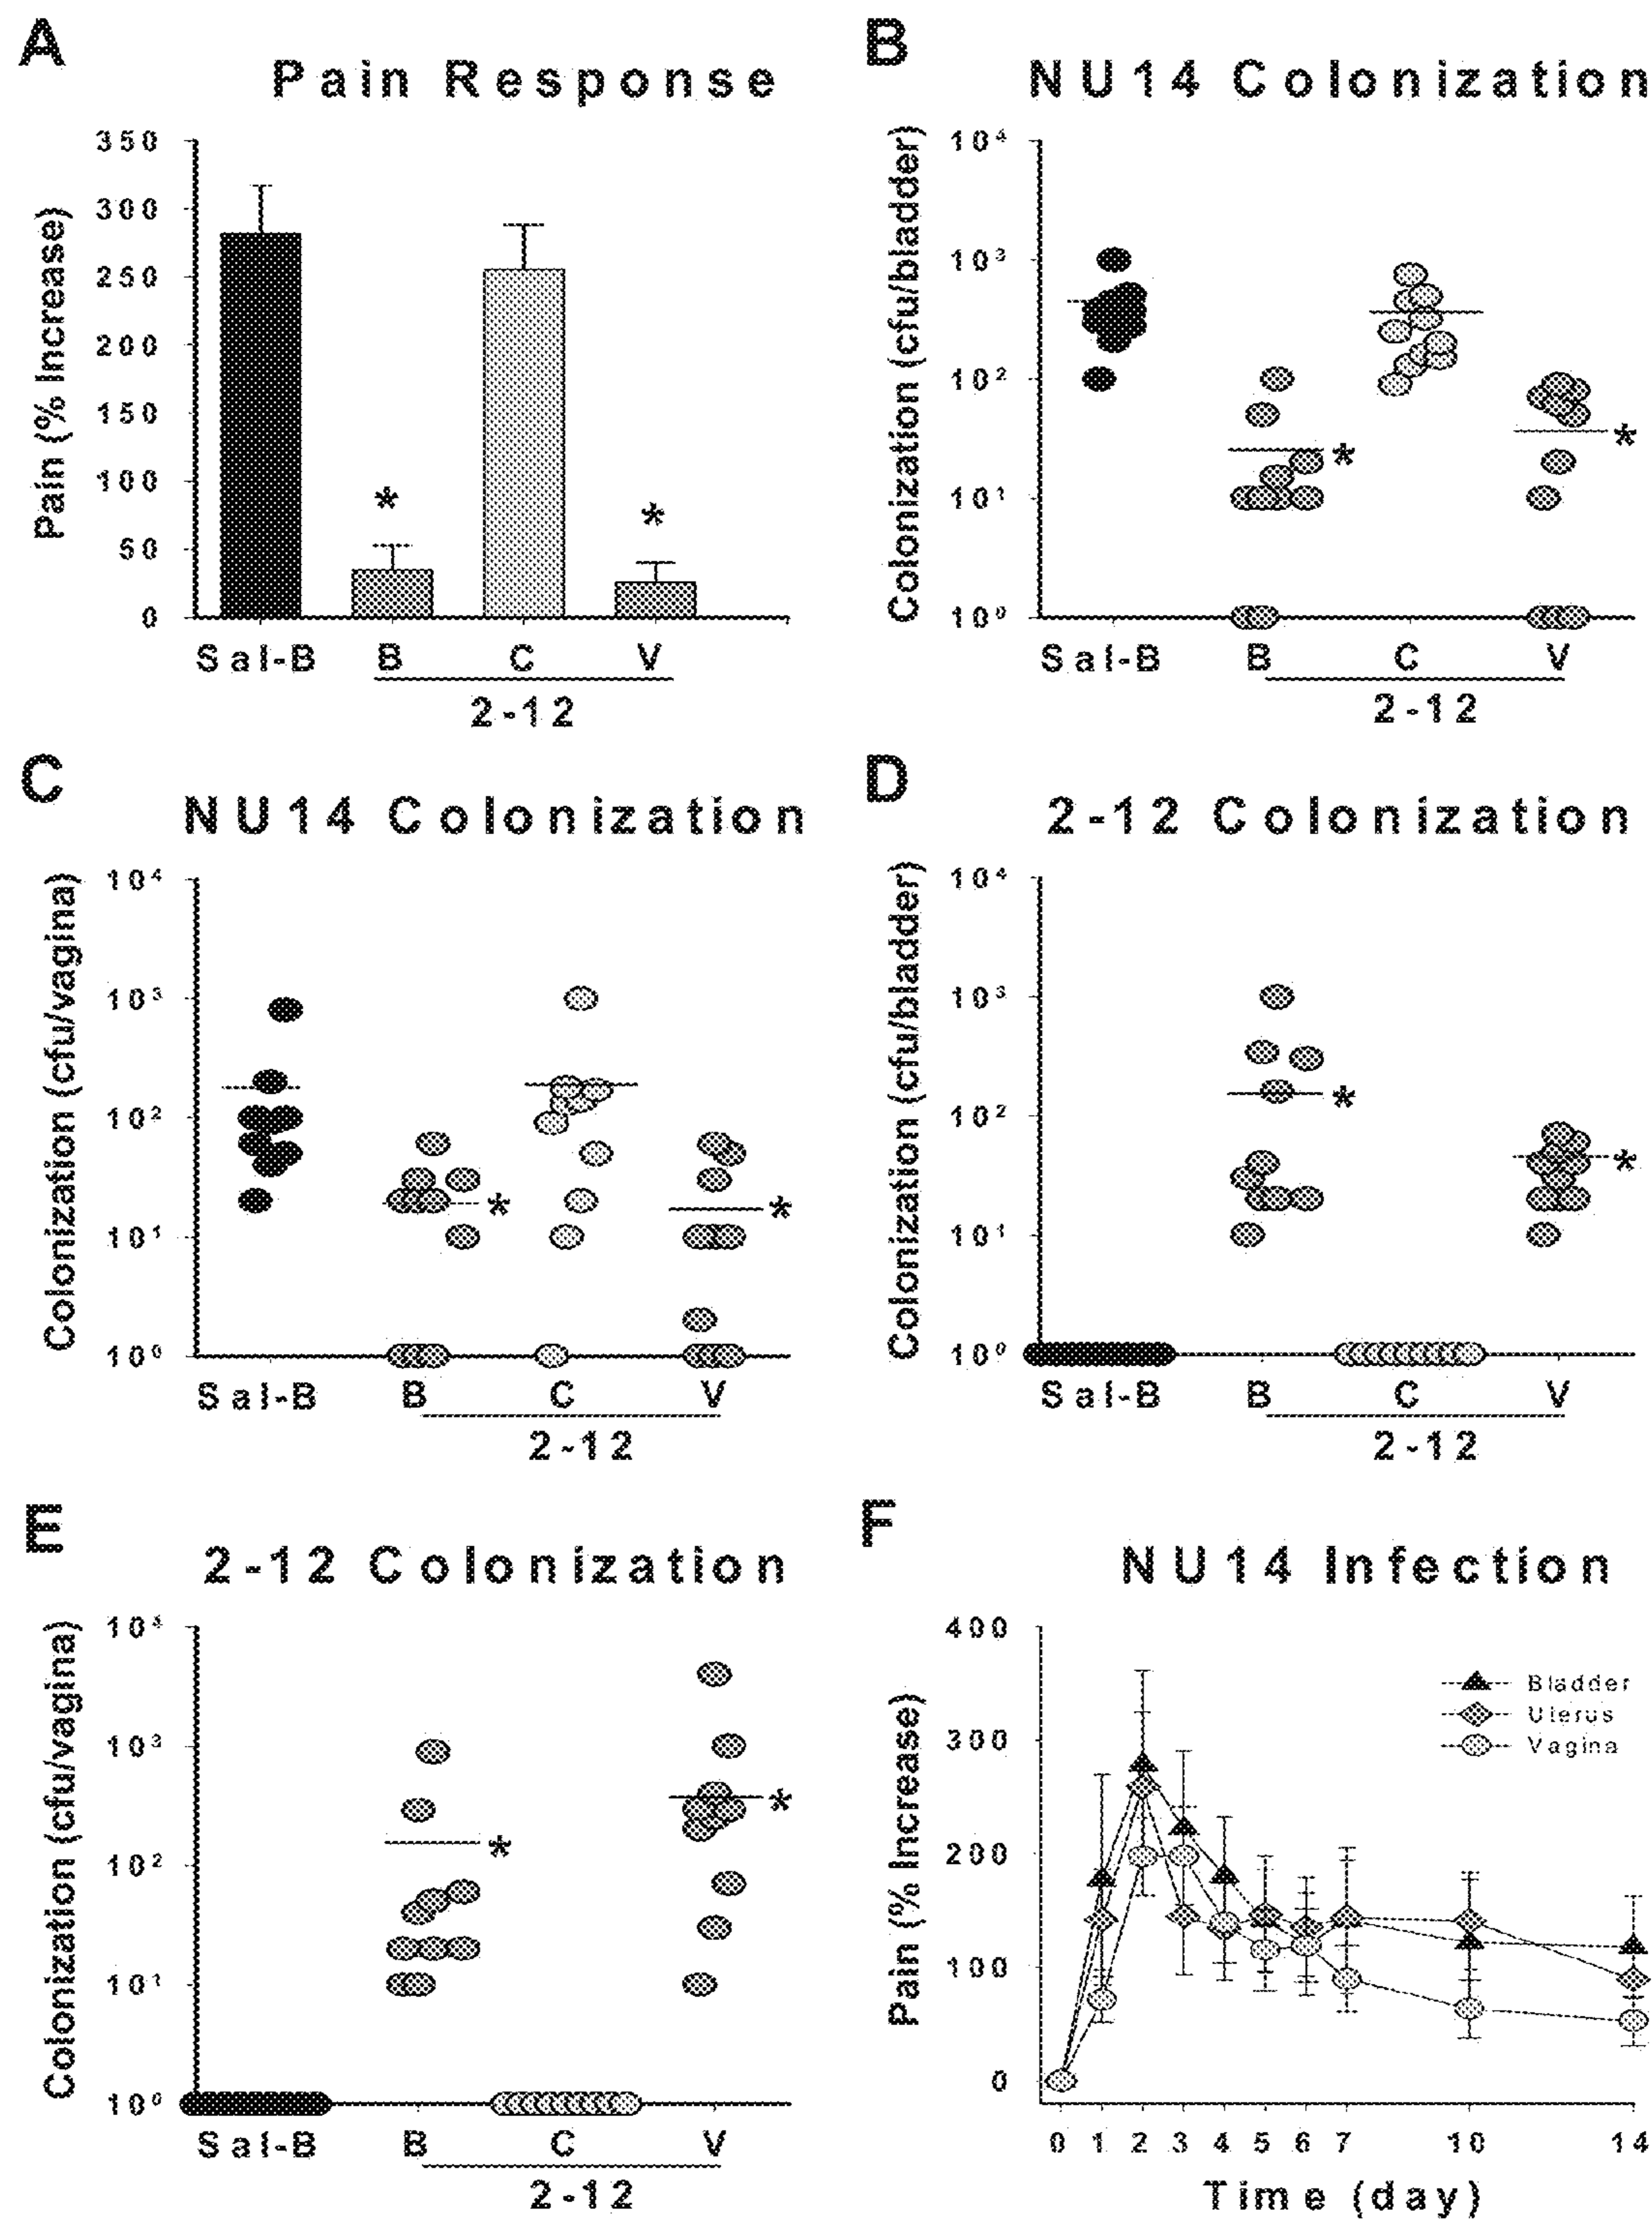 A
Pain Response
Pain (% Increase)
350
300
250
200
150
100
50
0
*
*
Sal-B B C V
2-12
B
NU14 Colonization
Colonization (cfu/bladder)
10⁴
10³
10²
10¹
10⁰
*
*
Sal-B B C V
2-12
C
NU14 Colonization
Colonization (cfu/vagina)
10⁴
10³
10²
10¹
10⁰
*
*
Sal-B B C V
2-12
D
2-12 Colonization
Colonization (cfu/bladder)
10⁴
10³
10²
10¹
10⁰
*
*
Sal-B B C V
2-12
E
2-12 Colonization
Colonization (cfu/vagina)
10⁴
10³
10²
10¹
10⁰
*
*
Sal-B B C V
2-12
F
NU14 Infection
Pain (% Increase)
400
300
200
100
0
Bladder
Uterus
Vagina
0 1 2 3 4 5 6 7 10 14
Time (day)